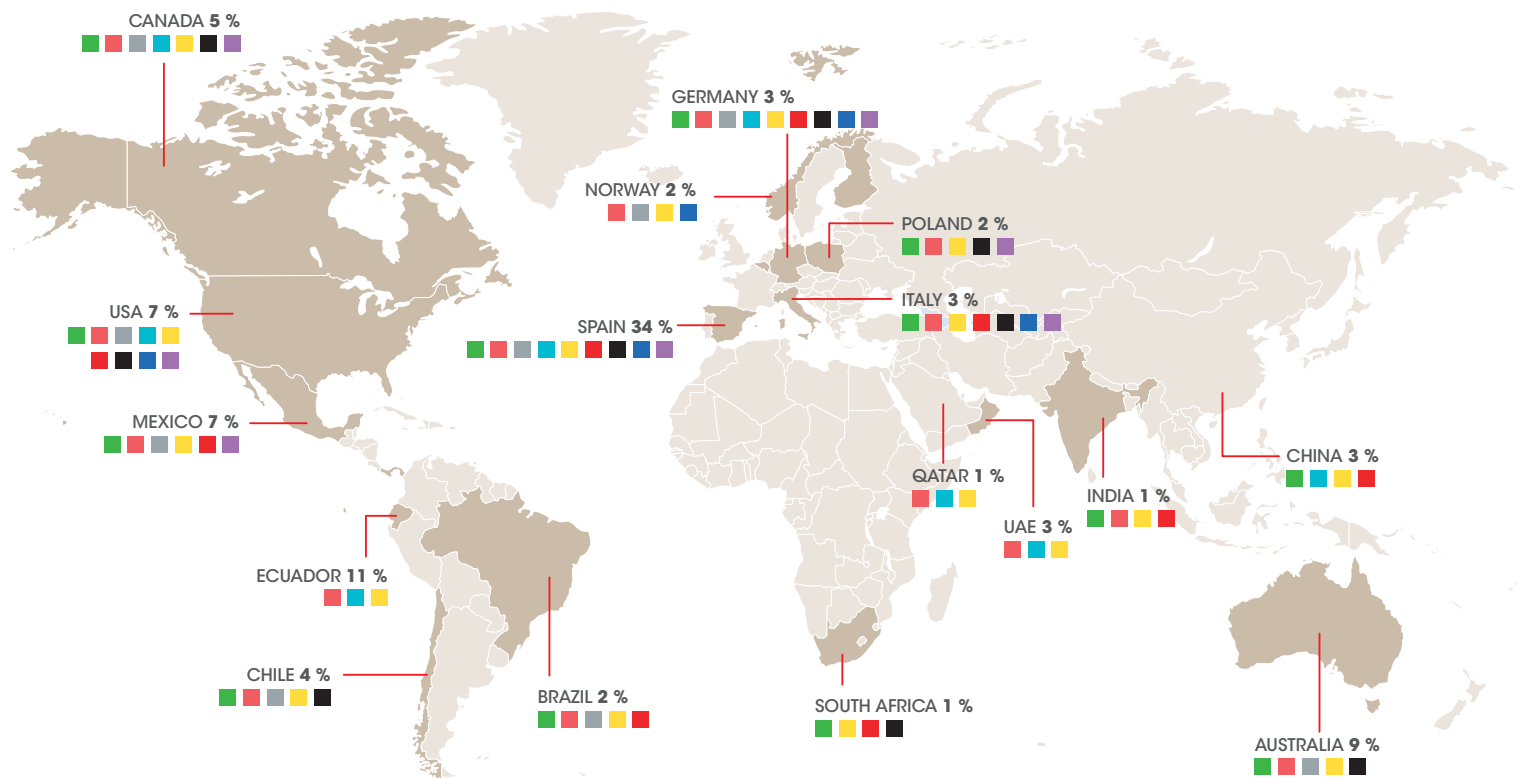 CANADA 5 %
GERMANY 3 %
NORWAY 2 %
POLAND 2 %
ITALY 3 %
USA 7 %
SPAIN 34 %
MEXICO 7 %
CHINA 3 %
QATAR 1 %
INDIA 1 %
UAE 3 %
ECUADOR 11 %
CHILE 4 %
BRAZIL 2 %
SOUTH AFRICA 1 %
AUSTRALIA 9 %